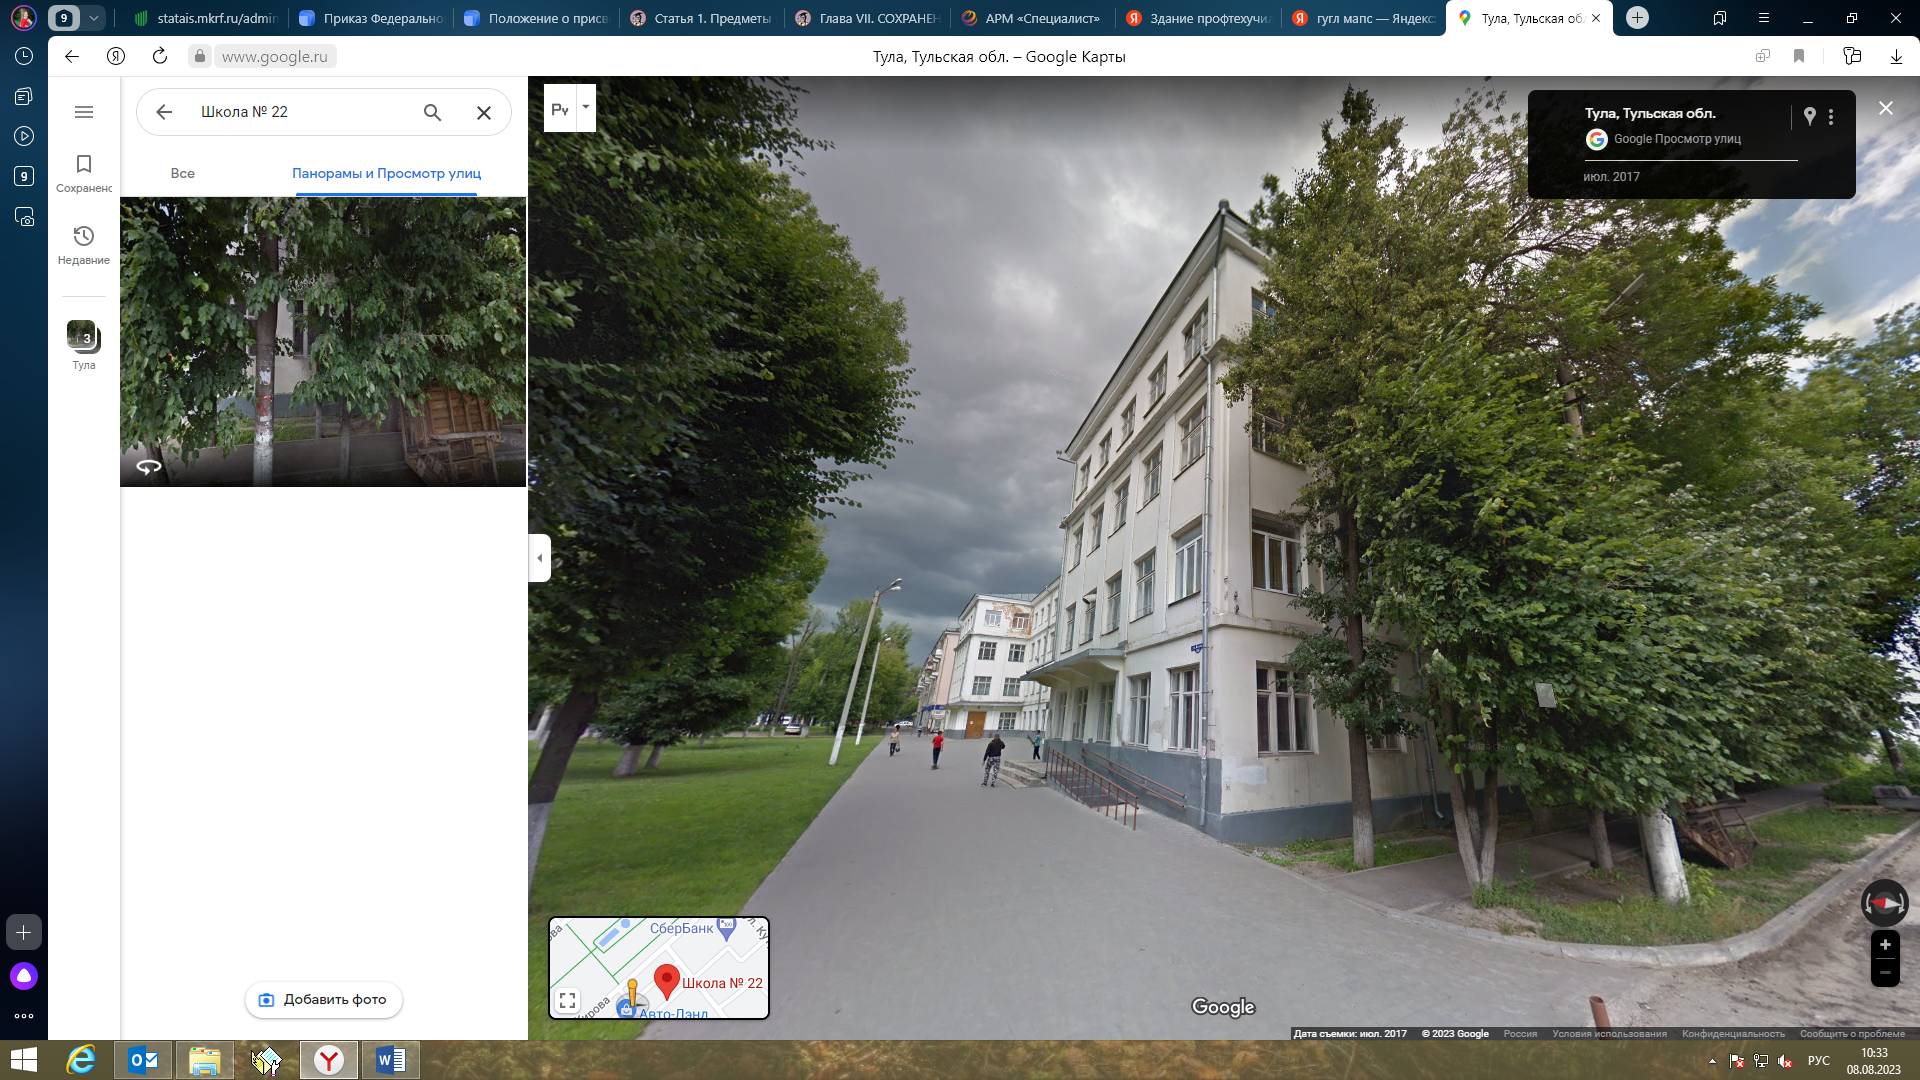 9
statais.mkrf.ru/admin
Приказ Федерально
Положение о присв
Статья 1. Предметы
Глава VII. СОХРАНЕН
АРМ «Специалист»
Здание профтехучил
гугл мапс — Яндекс
Тула, Тульская об
www.google.ru
Тула, Тульская обл. – Google Карты
9
Сохранено
Недавние
3
Тула
Школа № 22
Все
Панорамы и Просмотр улиц
Добавить фото
Тула, Тульская обл.
Google Просмотр улиц
июл. 2017
СберБанк
Школа № 22
Кирова
Авто-Лэнд
Google
Дата съемки: июл. 2017
© 2023 Google
Россия
Условия использования
Конфиденциальность
Сообщить о проблеме
РУС
10:33
08.08.2023